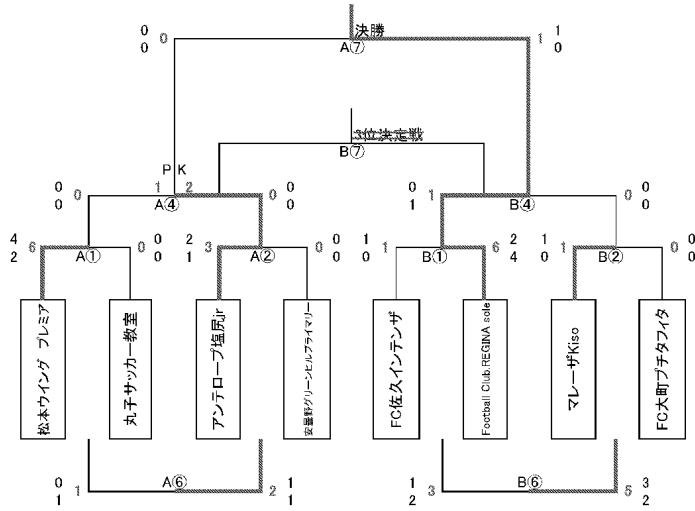 0
0
0
決勝
A⑦
1
1
0
3位決定戦
B⑦
P K
1 2
A④
0
0
0
0
0
0
0
1
1
B④
0
0
0
4
2
6
A①
0
0
0
2
1
3
A②
0
0
0
1
0
1
B①
6
2
4
1
0
1
B②
0
0
0
松本ウイング プレミア
丸子サッカー教室
アンテロープ塩尻jr
安曇野グリーンヒルプライマリー
FC佐久インテンザ
Football Club.REGINA sole
マレーザKiso
FC大町プチタフィタ
0
1
1
A⑥
2
1
1
1
2
3
B⑥
5
3
2